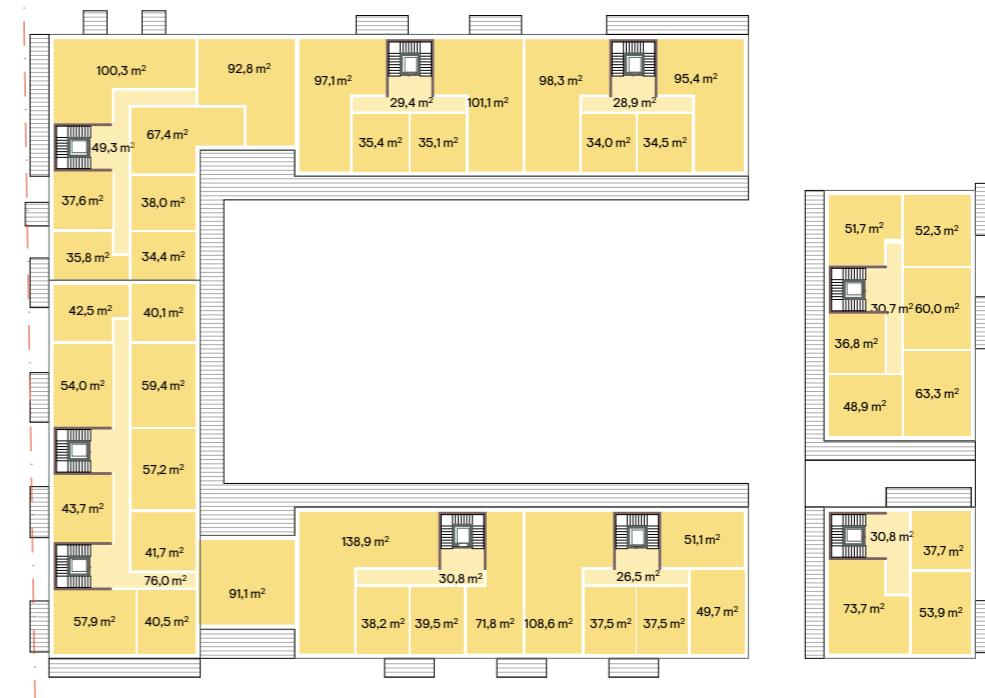 100,3 m²
92,8 m²
97,1 m²
29,4 m²
101,1 m²
98,3 m²
28,9 m²
95,4 m²
49,3 m²
67,4 m²
35,4 m²
35,1 m²
34,0 m²
34,5 m²
37,6 m²
38,0 m²
35,8 m²
34,4 m²
42,5 m²
40,1 m²
54,0 m²
59,4 m²
57,2 m²
43,7 m²
41,7 m²
76,0 m²
57,9 m²
40,5 m²
91,1 m²
138,9 m²
30,8 m²
38,2 m²
39,5 m²
71,8 m²
108,6 m²
26,5 m²
51,1 m²
37,5 m²
37,5 m²
49,7 m²
51,7 m²
52,3 m²
30,7 m²
60,0 m²
36,8 m²
48,9 m²
63,3 m²
30,8 m²
37,7 m²
73,7 m²
53,9 m²